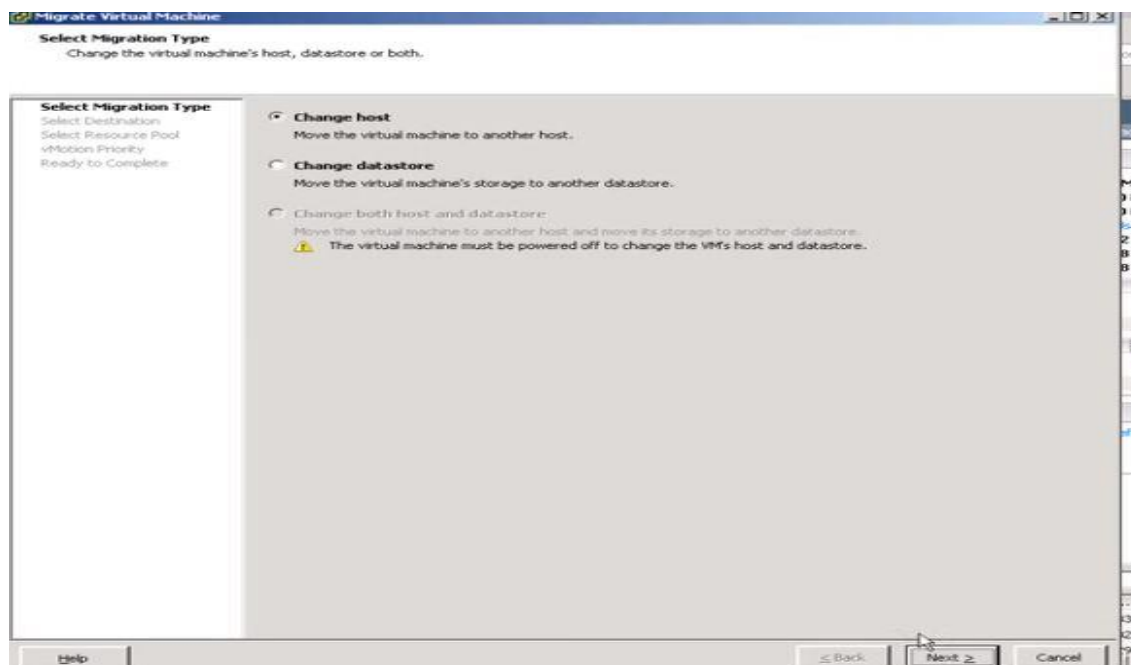 Migrate Virtual Machine
Select Migration Type
Change the virtual machine's host, datastore or both.
Select Migration Type
Select Destination
Select Resource Pool
vMotion Priority
Ready to Complete
Change host
Move the virtual machine to another host.
Change datastore
Move the virtual machine's storage to another datastore.
Change both host and datastore
Move the virtual machine to another host and move its storage to another datastore.
The virtual machine must be powered off to change the VM's host and datastore.
Help
≤ Back
Next ≥
Cancel